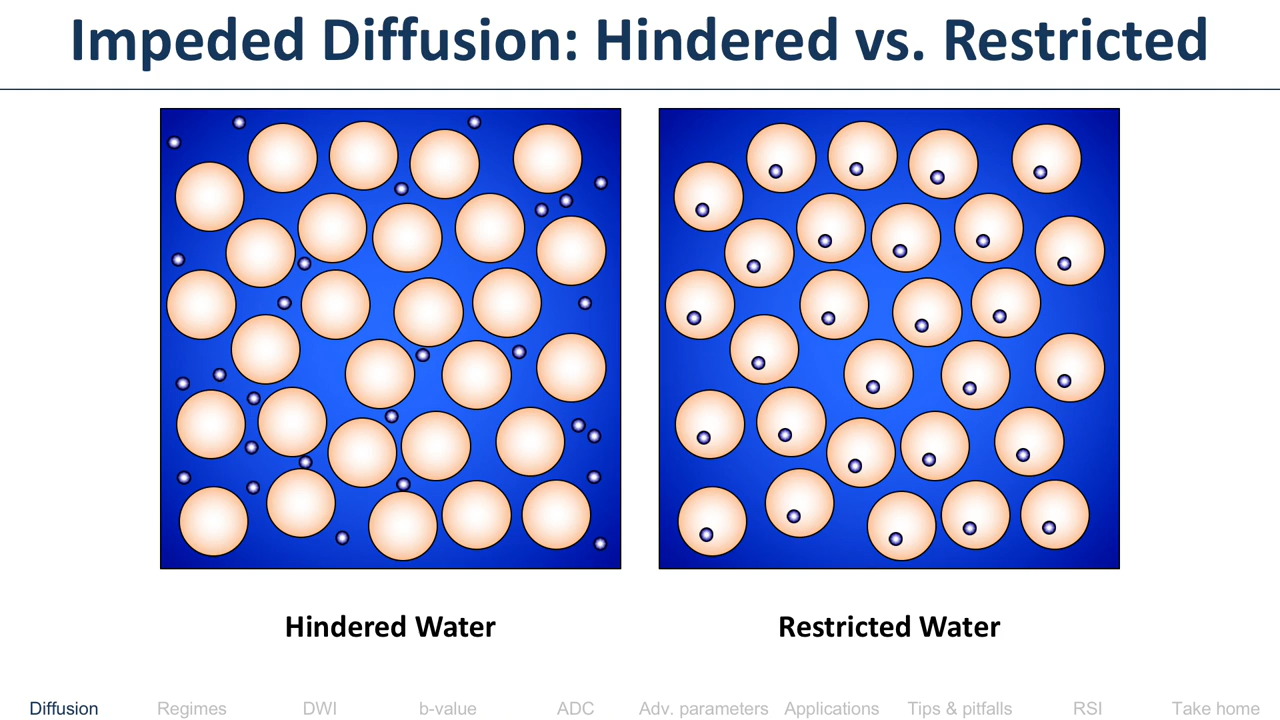 Impeded Diffusion: Hindered vs. Restricted
Hindered Water
Restricted Water
Diffusion Regimes DWI b-value ADC Adv. parameters Applications Tips & pitfalls RSI Take home